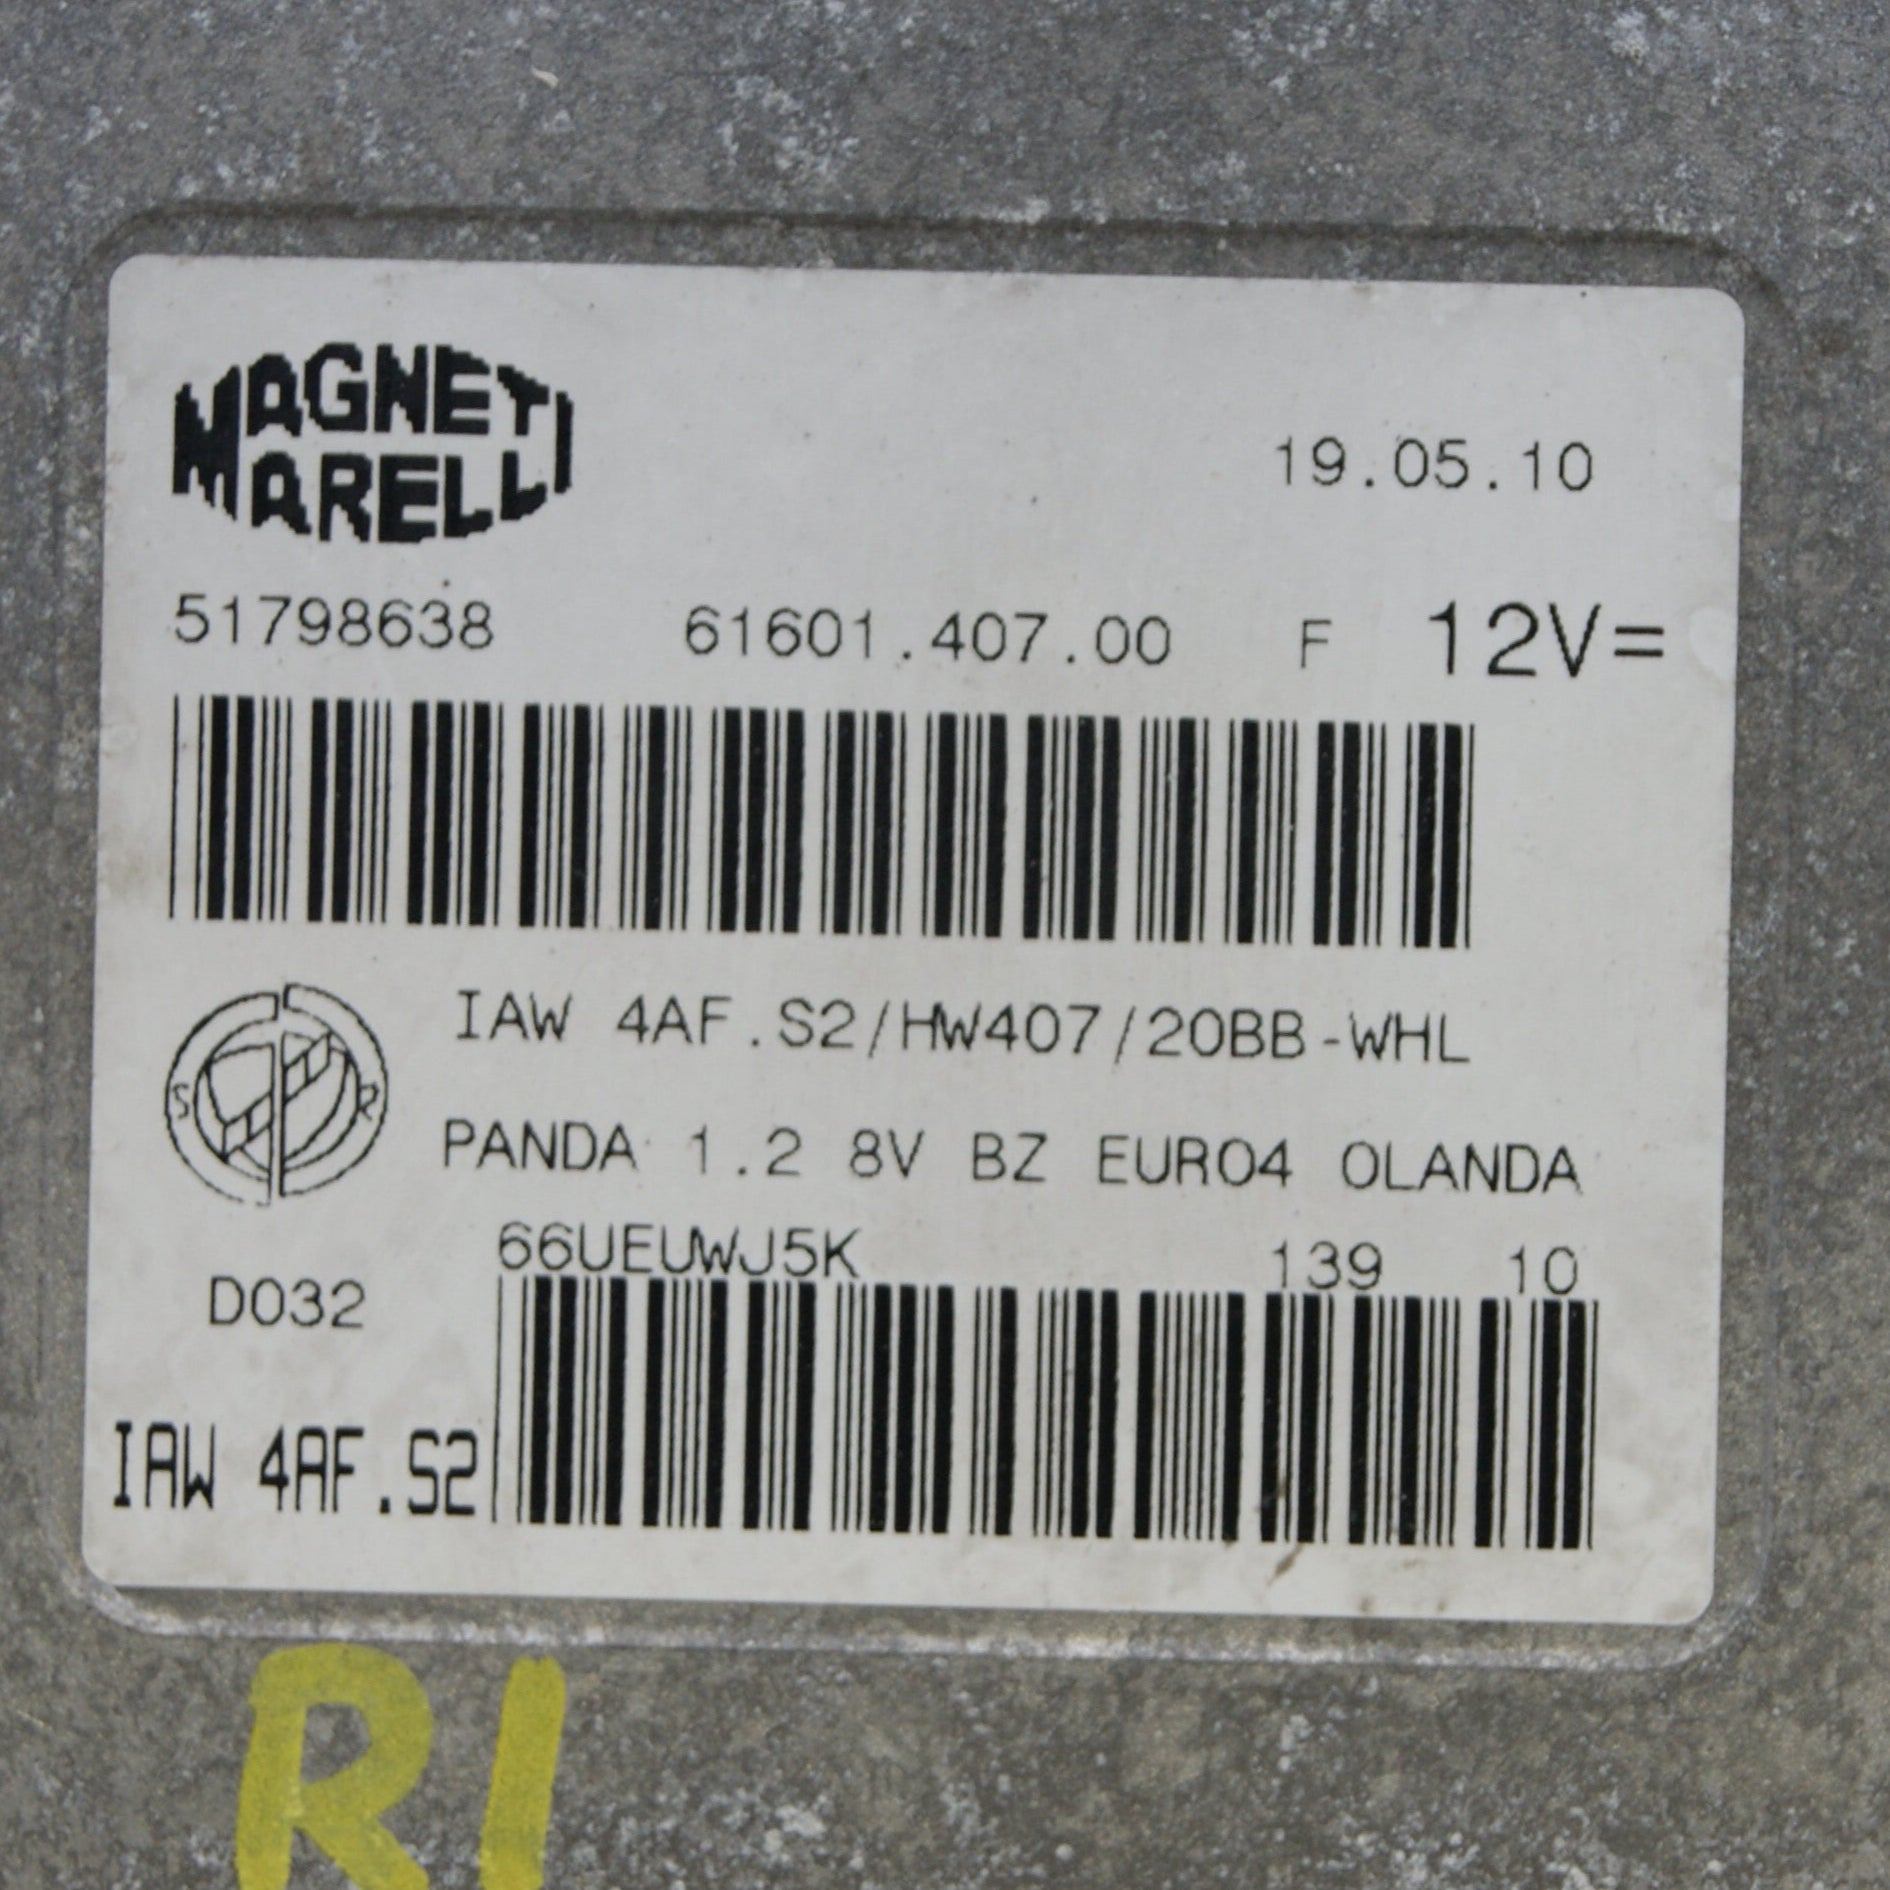 MAGNETI
MARELLI
19.05.10
51798638 61601.407.00 F 12V=
IAW 4AF.S2/HW407/20BB-WHL
S R
PANDA 1.2 8V BZ EURO4 OLANDA
66UEUWJ5K 139 10
D032
IAW 4AF.S2
R1